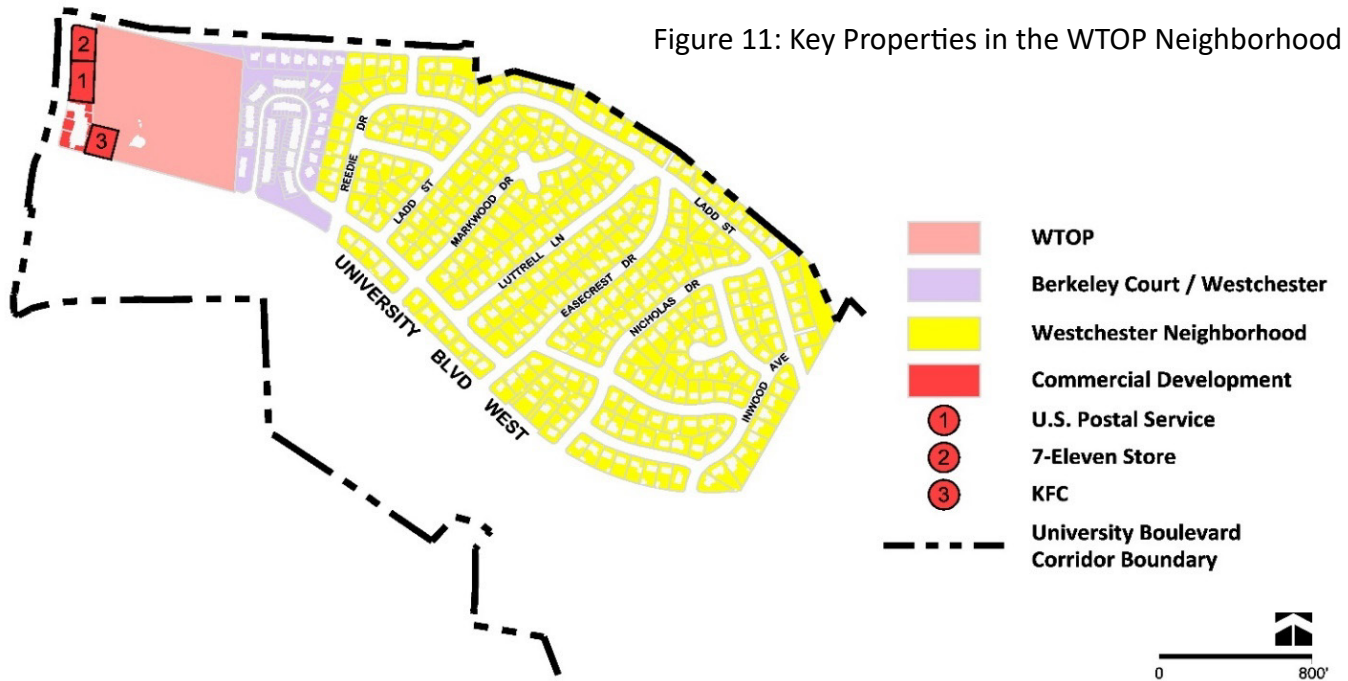 Figure 11: Key Properties in the WTOP Neighborhood
2
1
3
REEDIE DR
LADD ST
MARKWOOD DR
LUTTRELL LN
EASECREST DR
NICHOLAS DR
LADD ST
INWOOD AVE
UNIVERSITY BLVD WEST
WTOP
Berkeley Court / Westchester
Westchester Neighborhood
Commercial Development
1 U.S. Postal Service
2 7-Eleven Store
3 KFC
University Boulevard
Corridor Boundary
0 800'